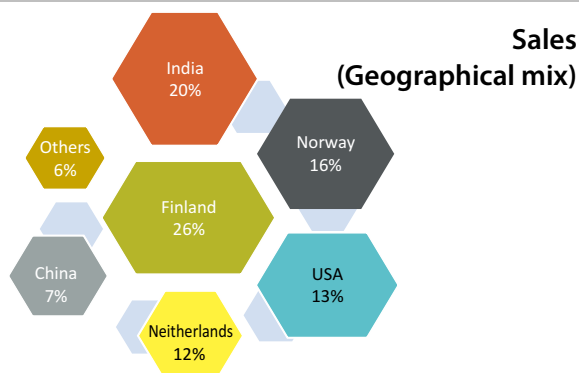 Sales
(Geographical mix)
India
20%
Norway
16%
Others
6%
Finland
26%
China
7%
USA
13%
Neitherlands
12%